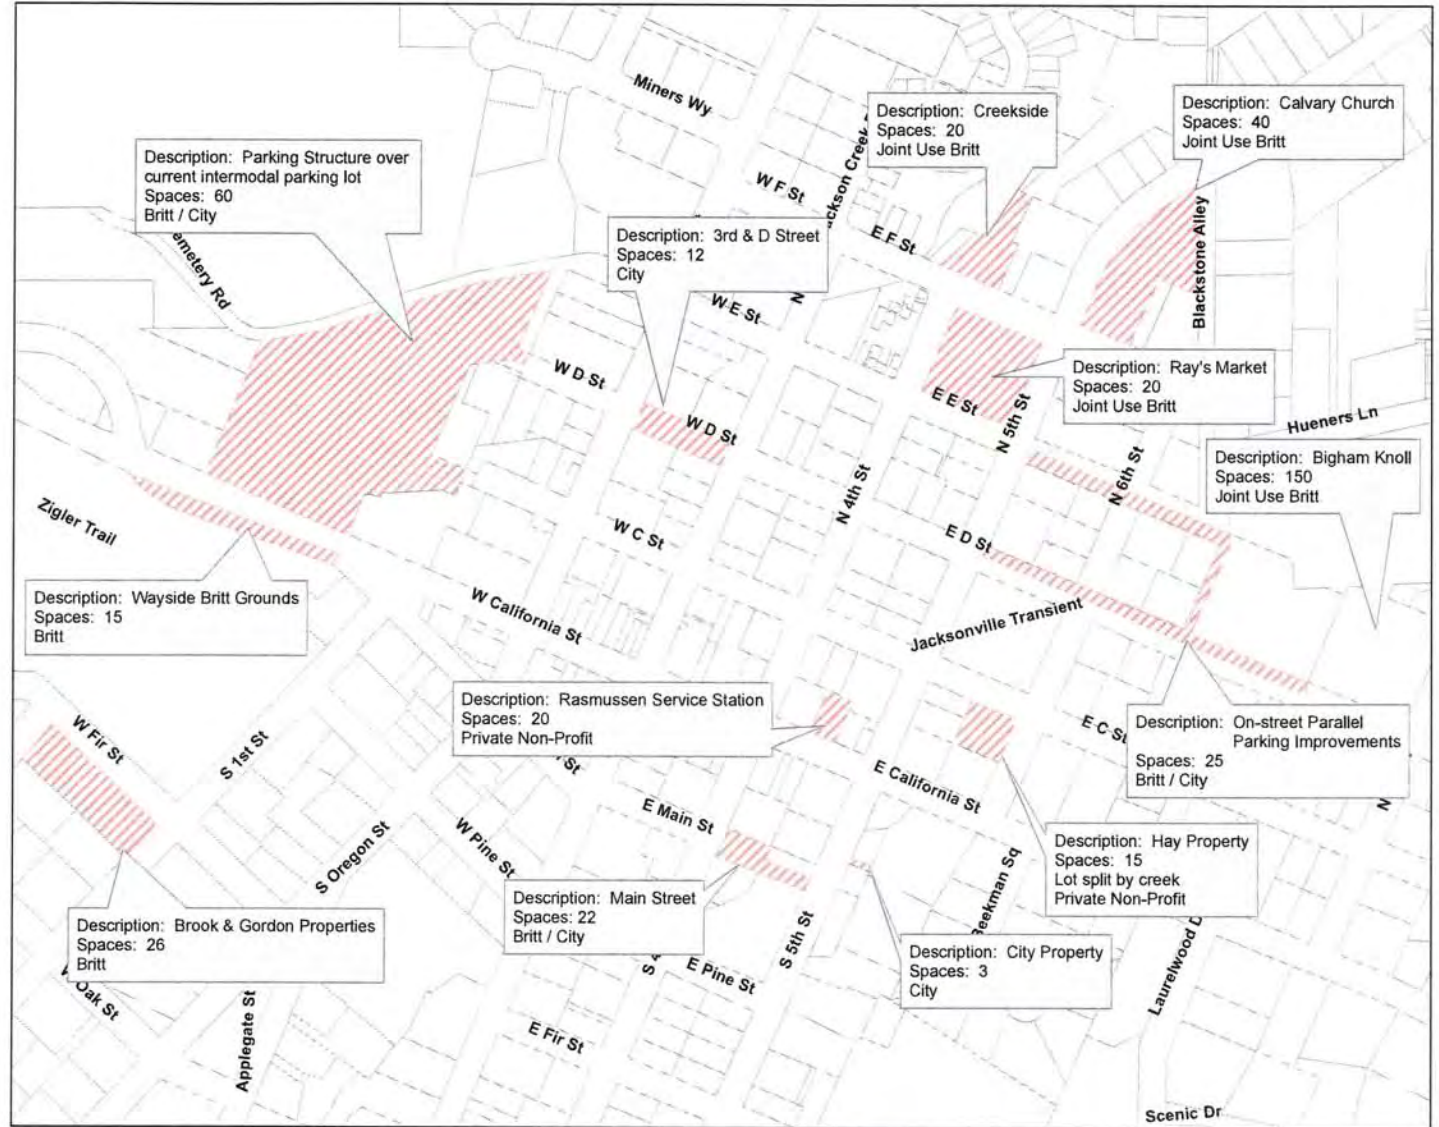 Miners Wy
Description: Creekside
Spaces: 20
Joint Use Britt
Description: Calvary Church
Spaces: 40
Joint Use Britt
Description: Parking Structure over
current intermodal parking lot
Spaces: 60
Britt / City
W F St
E F St
Description: 3rd & D Street
Spaces: 12
City
Blackstone Alley
W E St
N
W D St
W D St
Description: Ray's Market
Spaces: 20
Joint Use Britt
E E St
N 5th St
Hueners Ln
Description: Bigham Knoll
Spaces: 150
Joint Use Britt
N 6th St
N 4th St
Zigler Trail
W C St
E D St
Description: Wayside Britt Grounds
Spaces: 15
Britt
W California St
Jacksonville Transient
Description: Rasmussen Service Station
Spaces: 20
Private Non-Profit
Description: On-street Parallel
Parking Improvements
Spaces: 25
Britt / City
E C St
N
W Fir St
S 1st St
St
E California St
E Main St
Description: Hay Property
Spaces: 15
Lot split by creek
Private Non-Profit
S Oregon St
W Pine St
Description: Main Street
Spaces: 22
Britt / City
Description: Brook & Gordon Properties
Spaces: 26
Britt
S 5th St
Beekman Sq
Description: City Property
Spaces: 3
City
E Pine St
Oak St
Applegate St
E Fir St
Scenic Dr